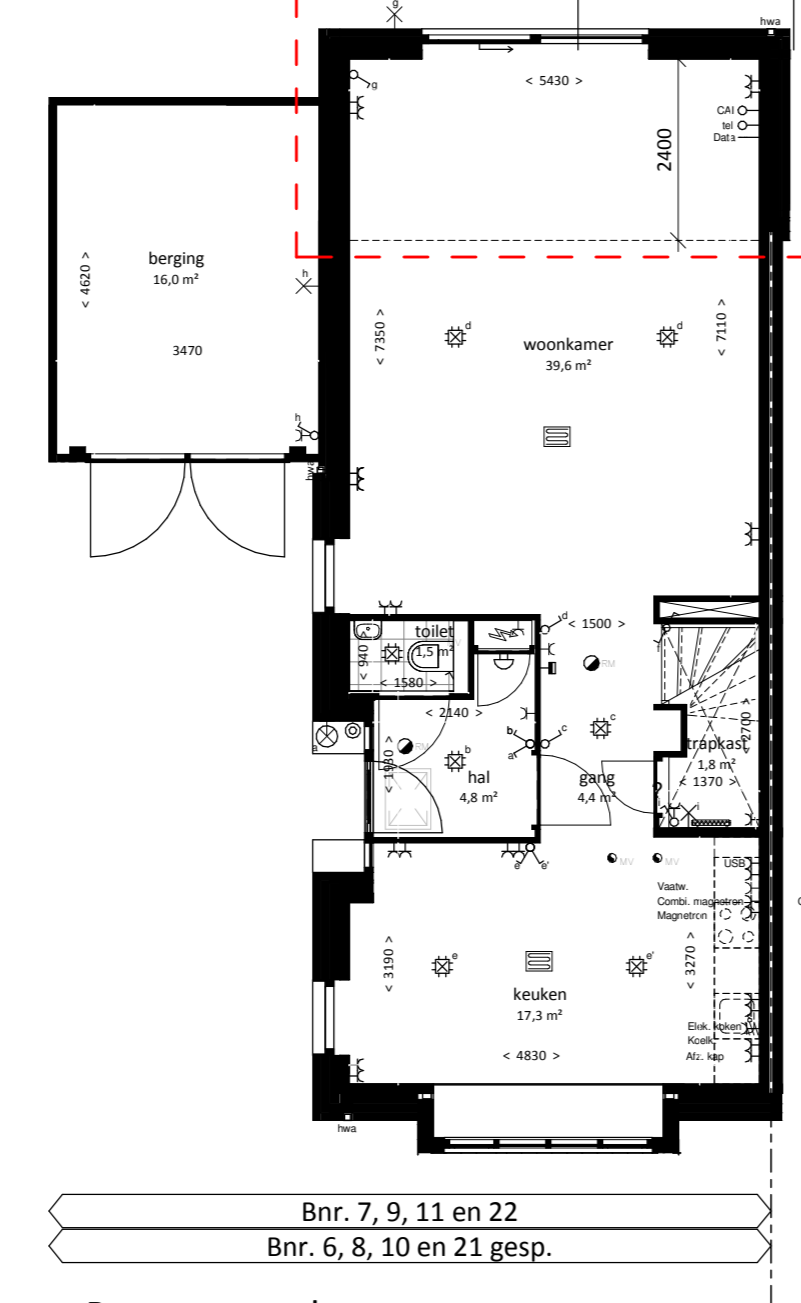 g
hwa
< 5430 >
g
CAI
tel
Data
2400
berging
16,0 m²
< 4620 >
h
3470
< 7350 >
d
d
< 7110 >
woonkamer
39,6 m²
h
hwa
toilet
1,5 m²
< 940 >
< 1580 >
d
< 1500 >
f
RM
< 2140 >
c
< 2700 >
a
b
a
c
RM
b
< 1930 >
hal
4,8 m²
gang
4,4 m²
trapkast
1,8 m²
< 1370 >
i
i
e
e'
MV
MV
USB
Vaatw.
Combi. magnetron
Magnetron
< 3190 >
e
e'
< 3270 >
keuken
17,3 m²
Elek. koken
Koelk.
< 4830 >
Afz. kap
hwa
Bnr. 7, 9, 11 en 22
Bnr. 6, 8, 10 en 21 gesp.